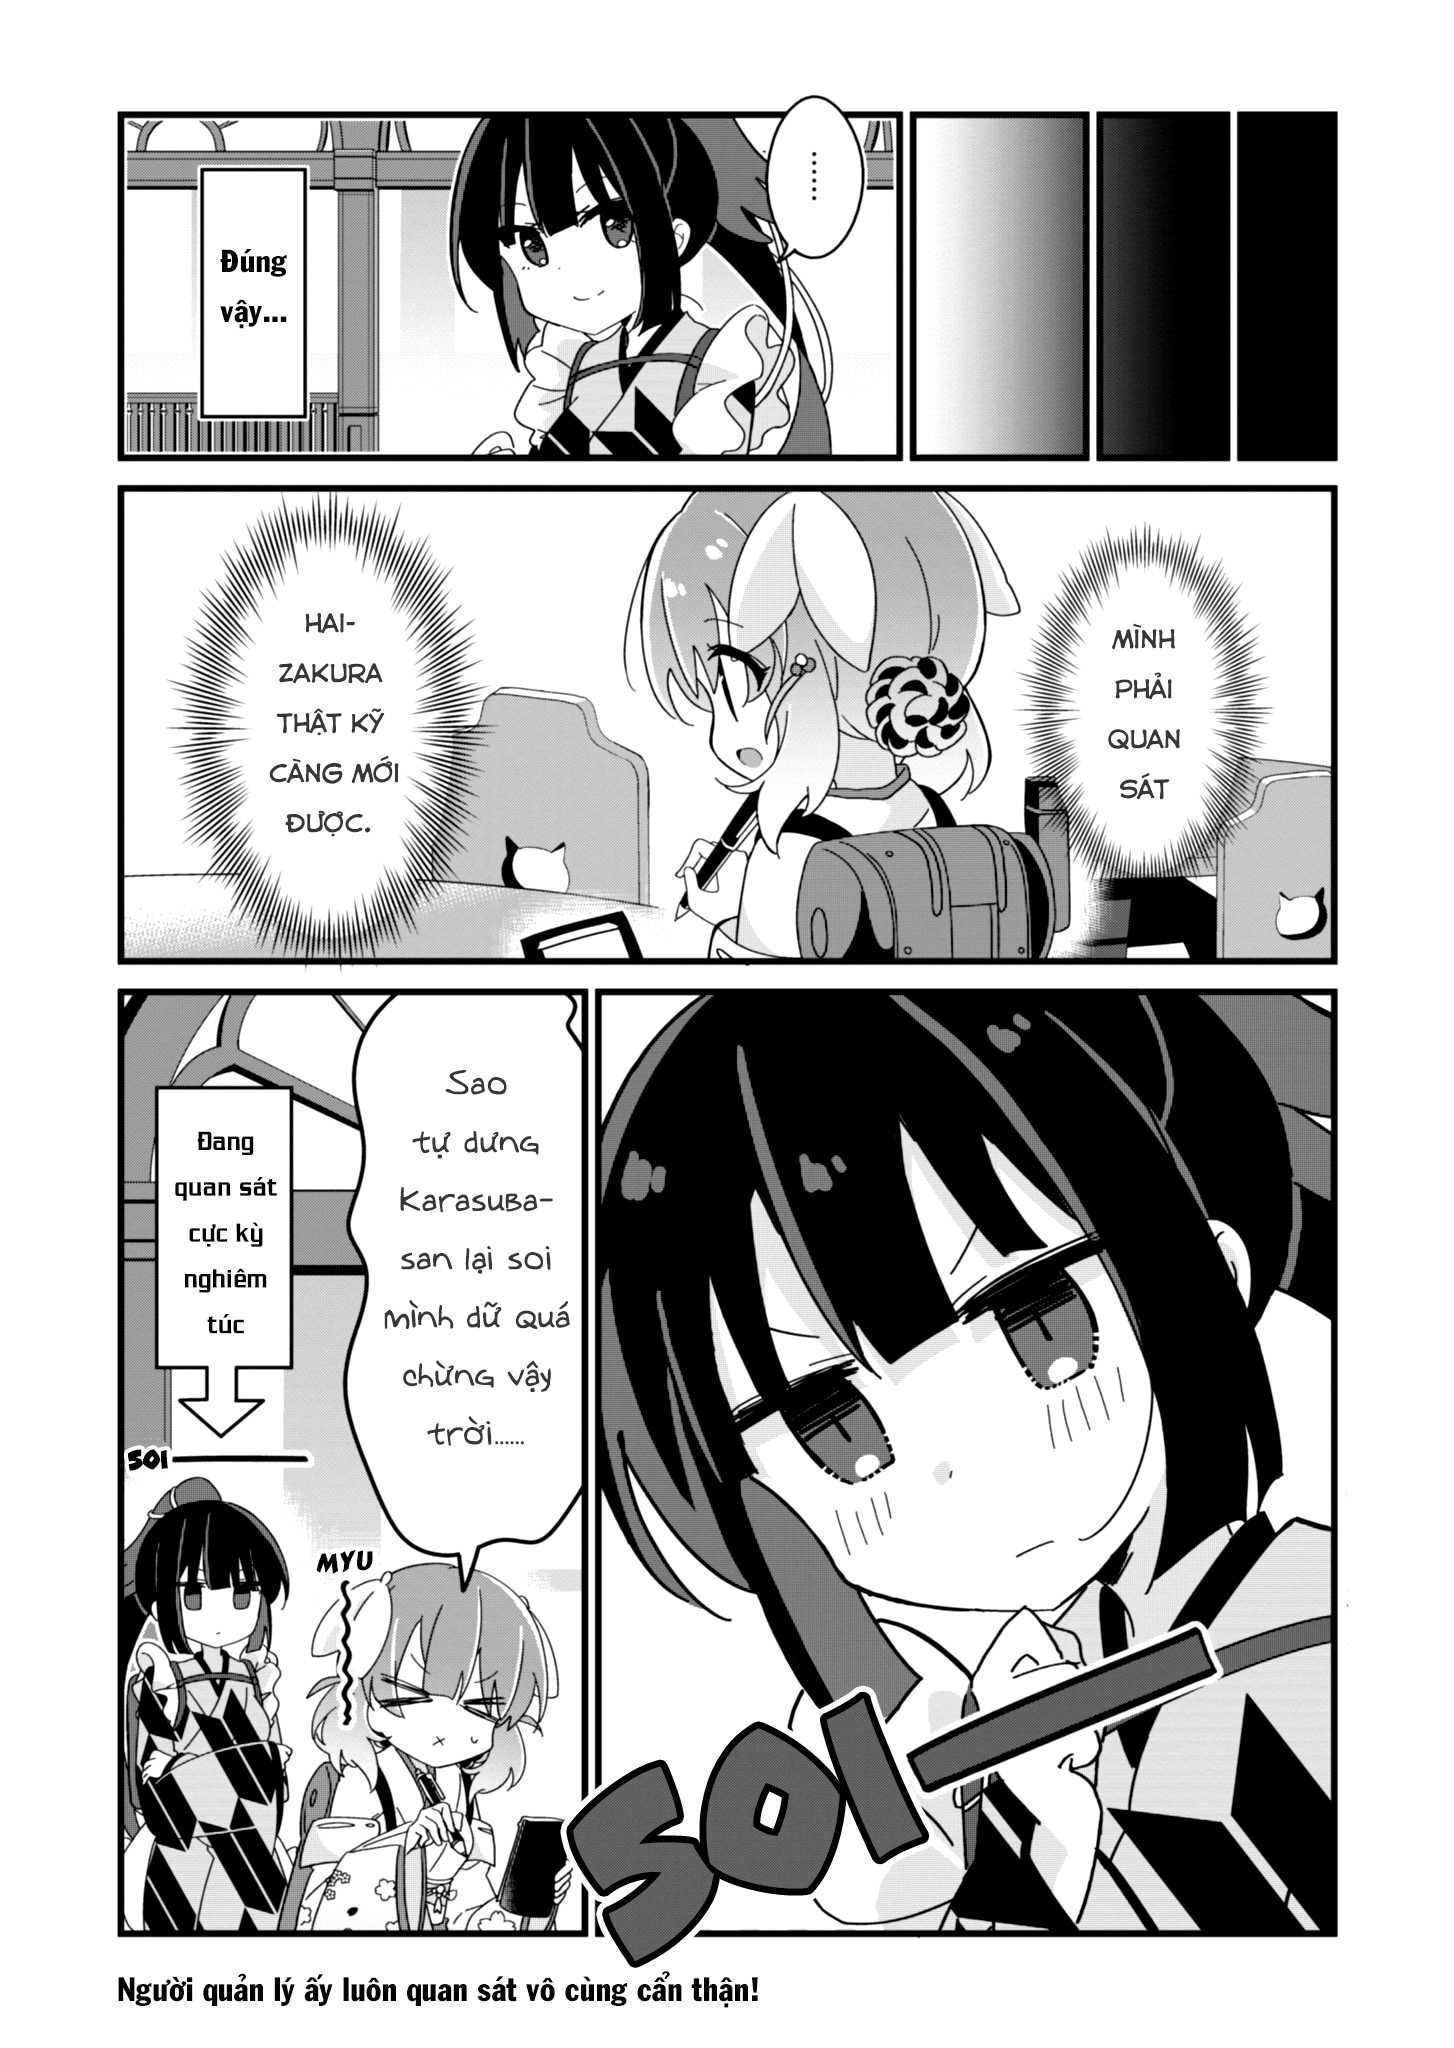 ......
Đúng
vậy...
MÌNH
PHẢI
QUAN
SÁT
HAI-
ZAKURA
THẬT KỸ
CÀNG MỚI
ĐƯỢC.
SOI
Sao
tự dưng
Karasuba-
san lại soi
mình dữ quá
chừng vậy
trời......
Đang
quan sát
cực kỳ
nghiêm
túc
SOI
MYU
Người quản lý ấy luôn quan sát vô cùng cẩn thận!